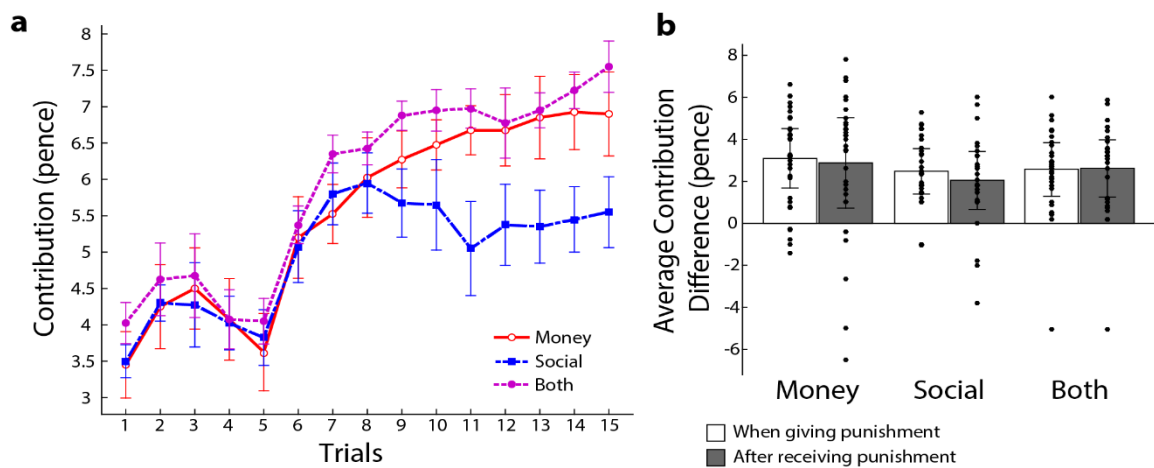 a
Contribution (pence)
8
7.5
7
6.5
6
5.5
5
4.5
4
3.5
3
1 2 3 4 5 6 7 8 9 10 11 12 13 14 15
Trials
Money
Social
Both
b
Average Contribution
Difference (pence)
8
6
4
2
0
-2
-4
-6
Money Social Both
When giving punishment
After receiving punishment